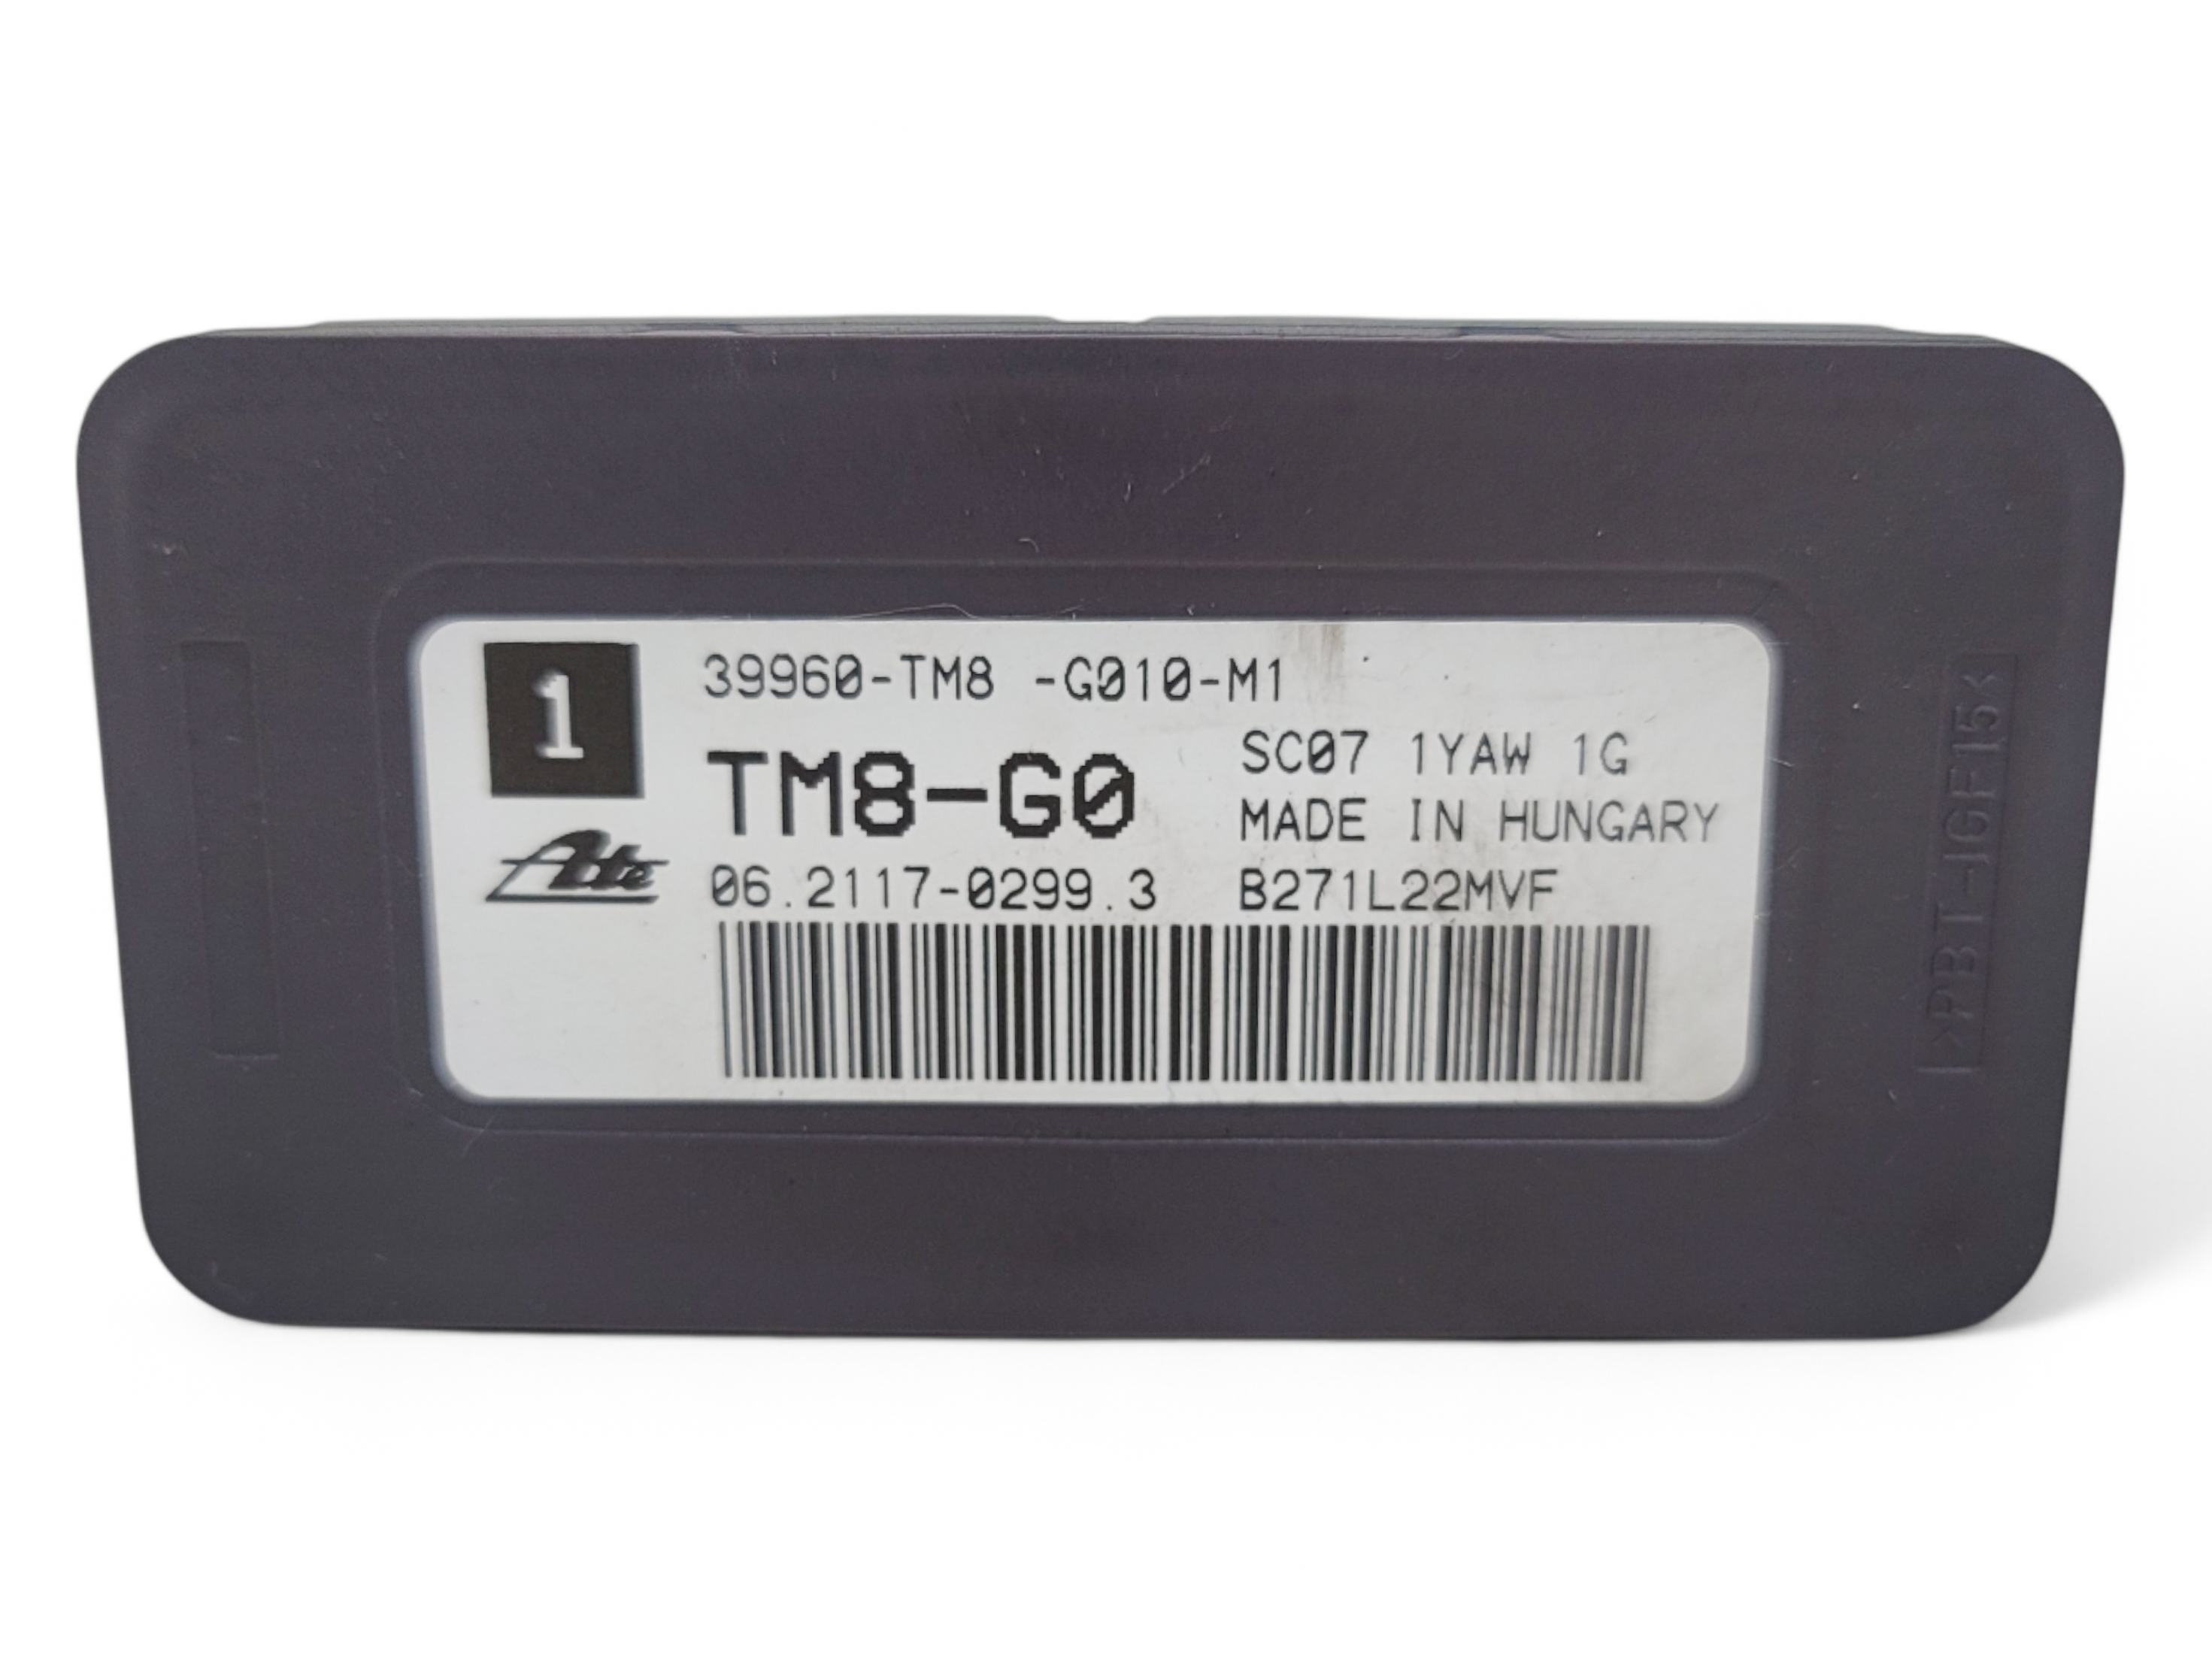 1
39960-TM8 -G010-M1
TM8-G0
SC07 1YAW 1G
MADE IN HUNGARY
Ate
06.2117-0299.3 B271L22MVF
>PBT-IGF15<